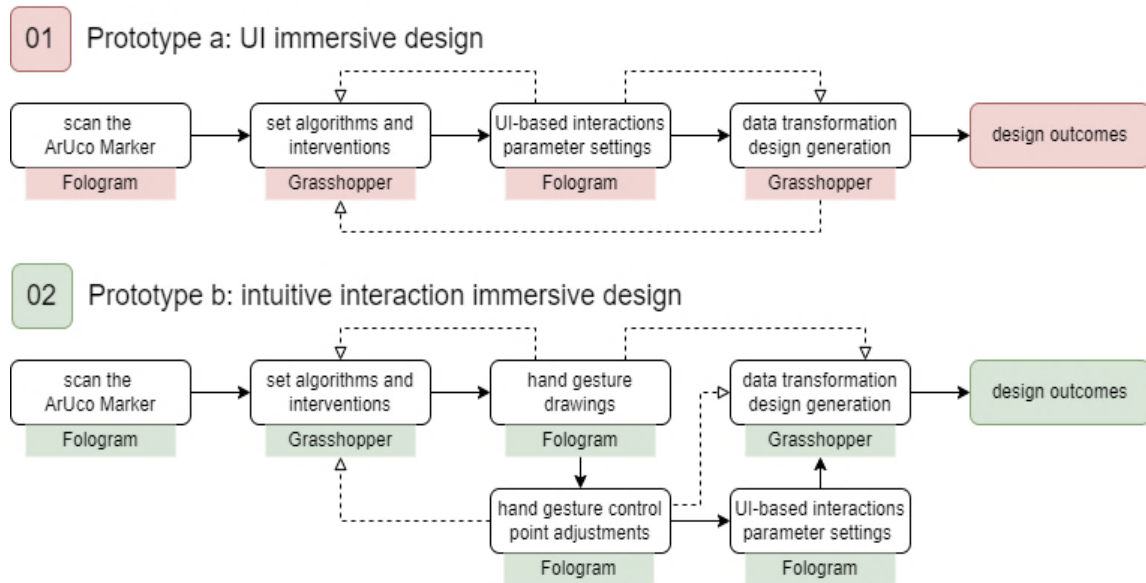 01 Prototype a: UI immersive design
scan the
ArUco Marker
Fologram
set algorithms and
interventions
Grasshopper
UI-based interactions
parameter settings
Fologram
data transformation
design generation
Grasshopper
design outcomes
02 Prototype b: intuitive interaction immersive design
scan the
ArUco Marker
Fologram
set algorithms and
interventions
Grasshopper
hand gesture
drawings
Fologram
data transformation
design generation
Grasshopper
design outcomes
hand gesture control
point adjustments
Fologram
UI-based interactions
parameter settings
Fologram